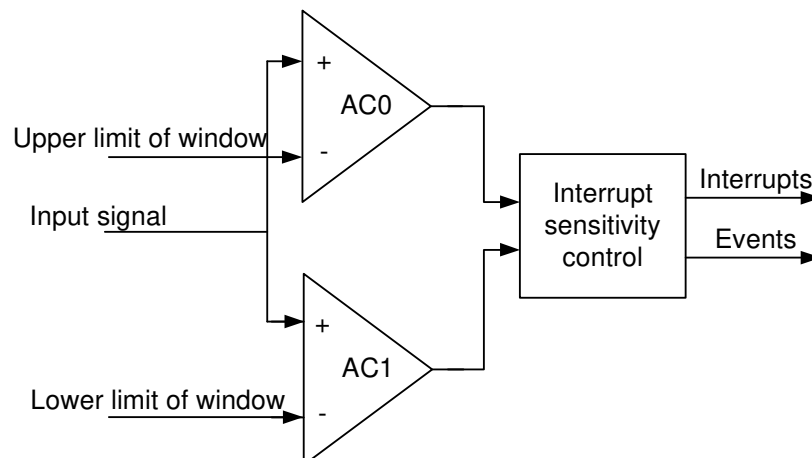 +
AC0
Upper limit of window
-
Interrupts
Interrupt
sensitivity
control
Input signal
Events
+
AC1
Lower limit of window
-